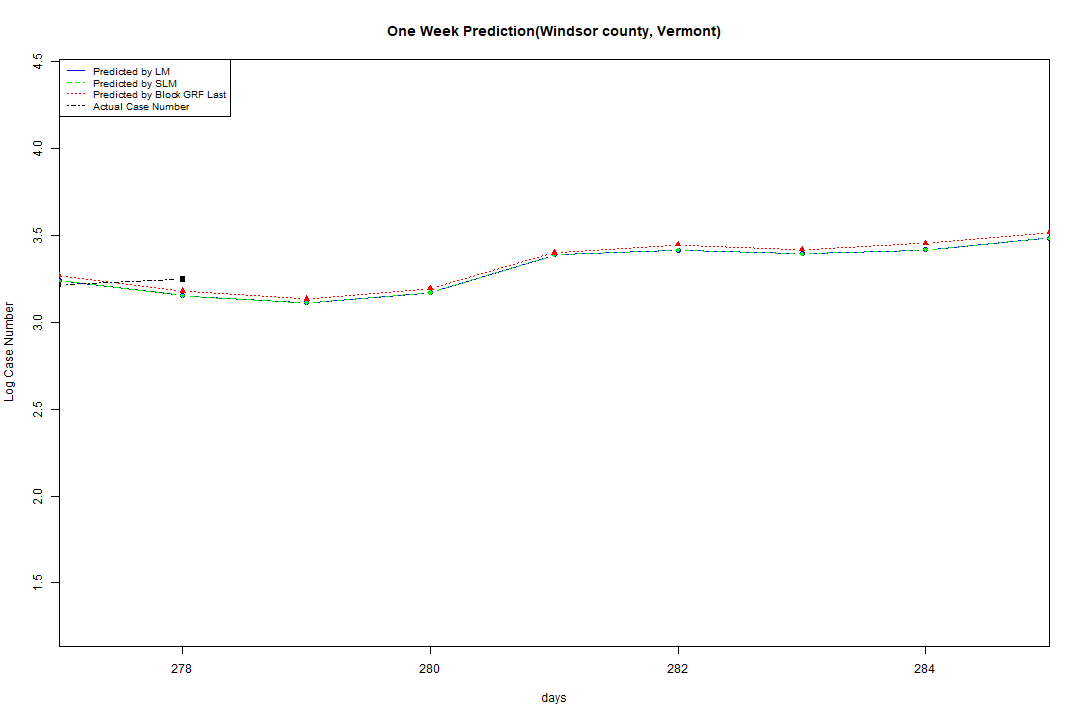 One Week Prediction(Windsor county, Vermont)
Predicted by LM
Predicted by SLM
Predicted by Block GRF Last
Actual Case Number
4.5
4.0
3.5
3.0
2.5
2.0
1.5
Log Case Number
278 280 282 284
days